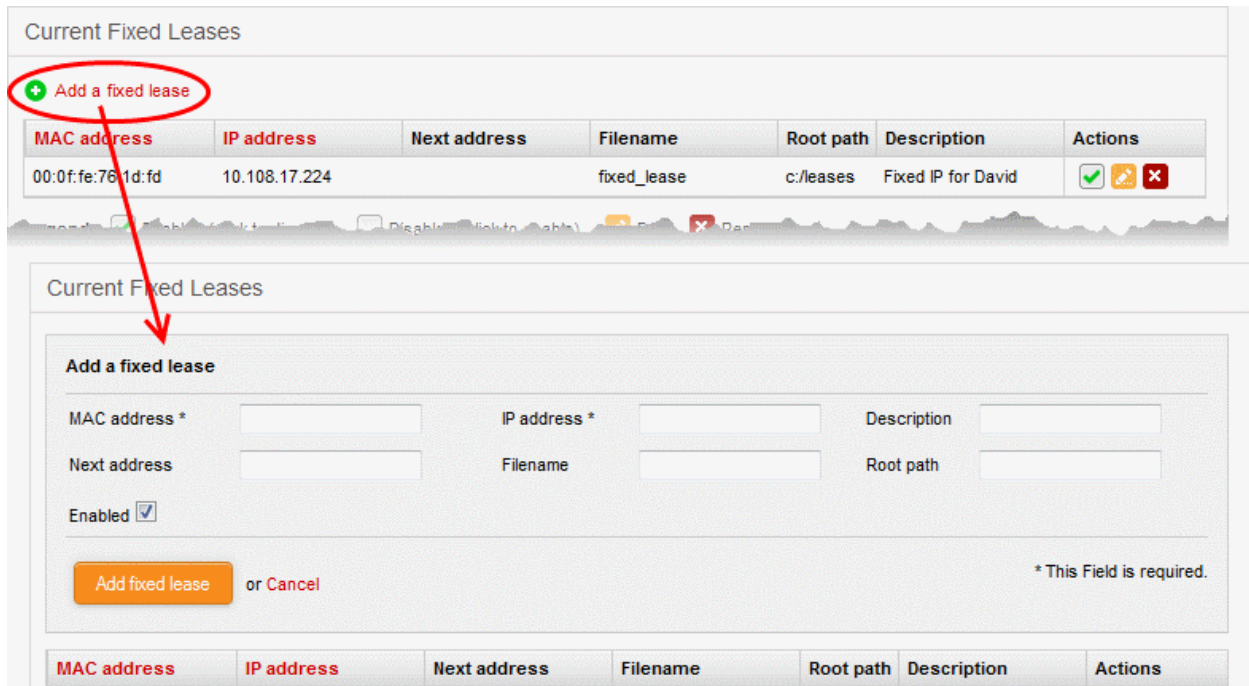 Current Fixed Leases
Add a fixed lease
MAC address IP address Next address Filename Root path Description Actions
00:0f:fe:76:1d:fd 10.108.17.224 fixed_lease c:/leases Fixed IP for David
Current Fixed Leases
Add a fixed lease
MAC address * IP address * Description
Next address Filename Root path
Enabled
* This Field is required.
Add fixed lease or Cancel
MAC address IP address Next address Filename Root path Description Actions